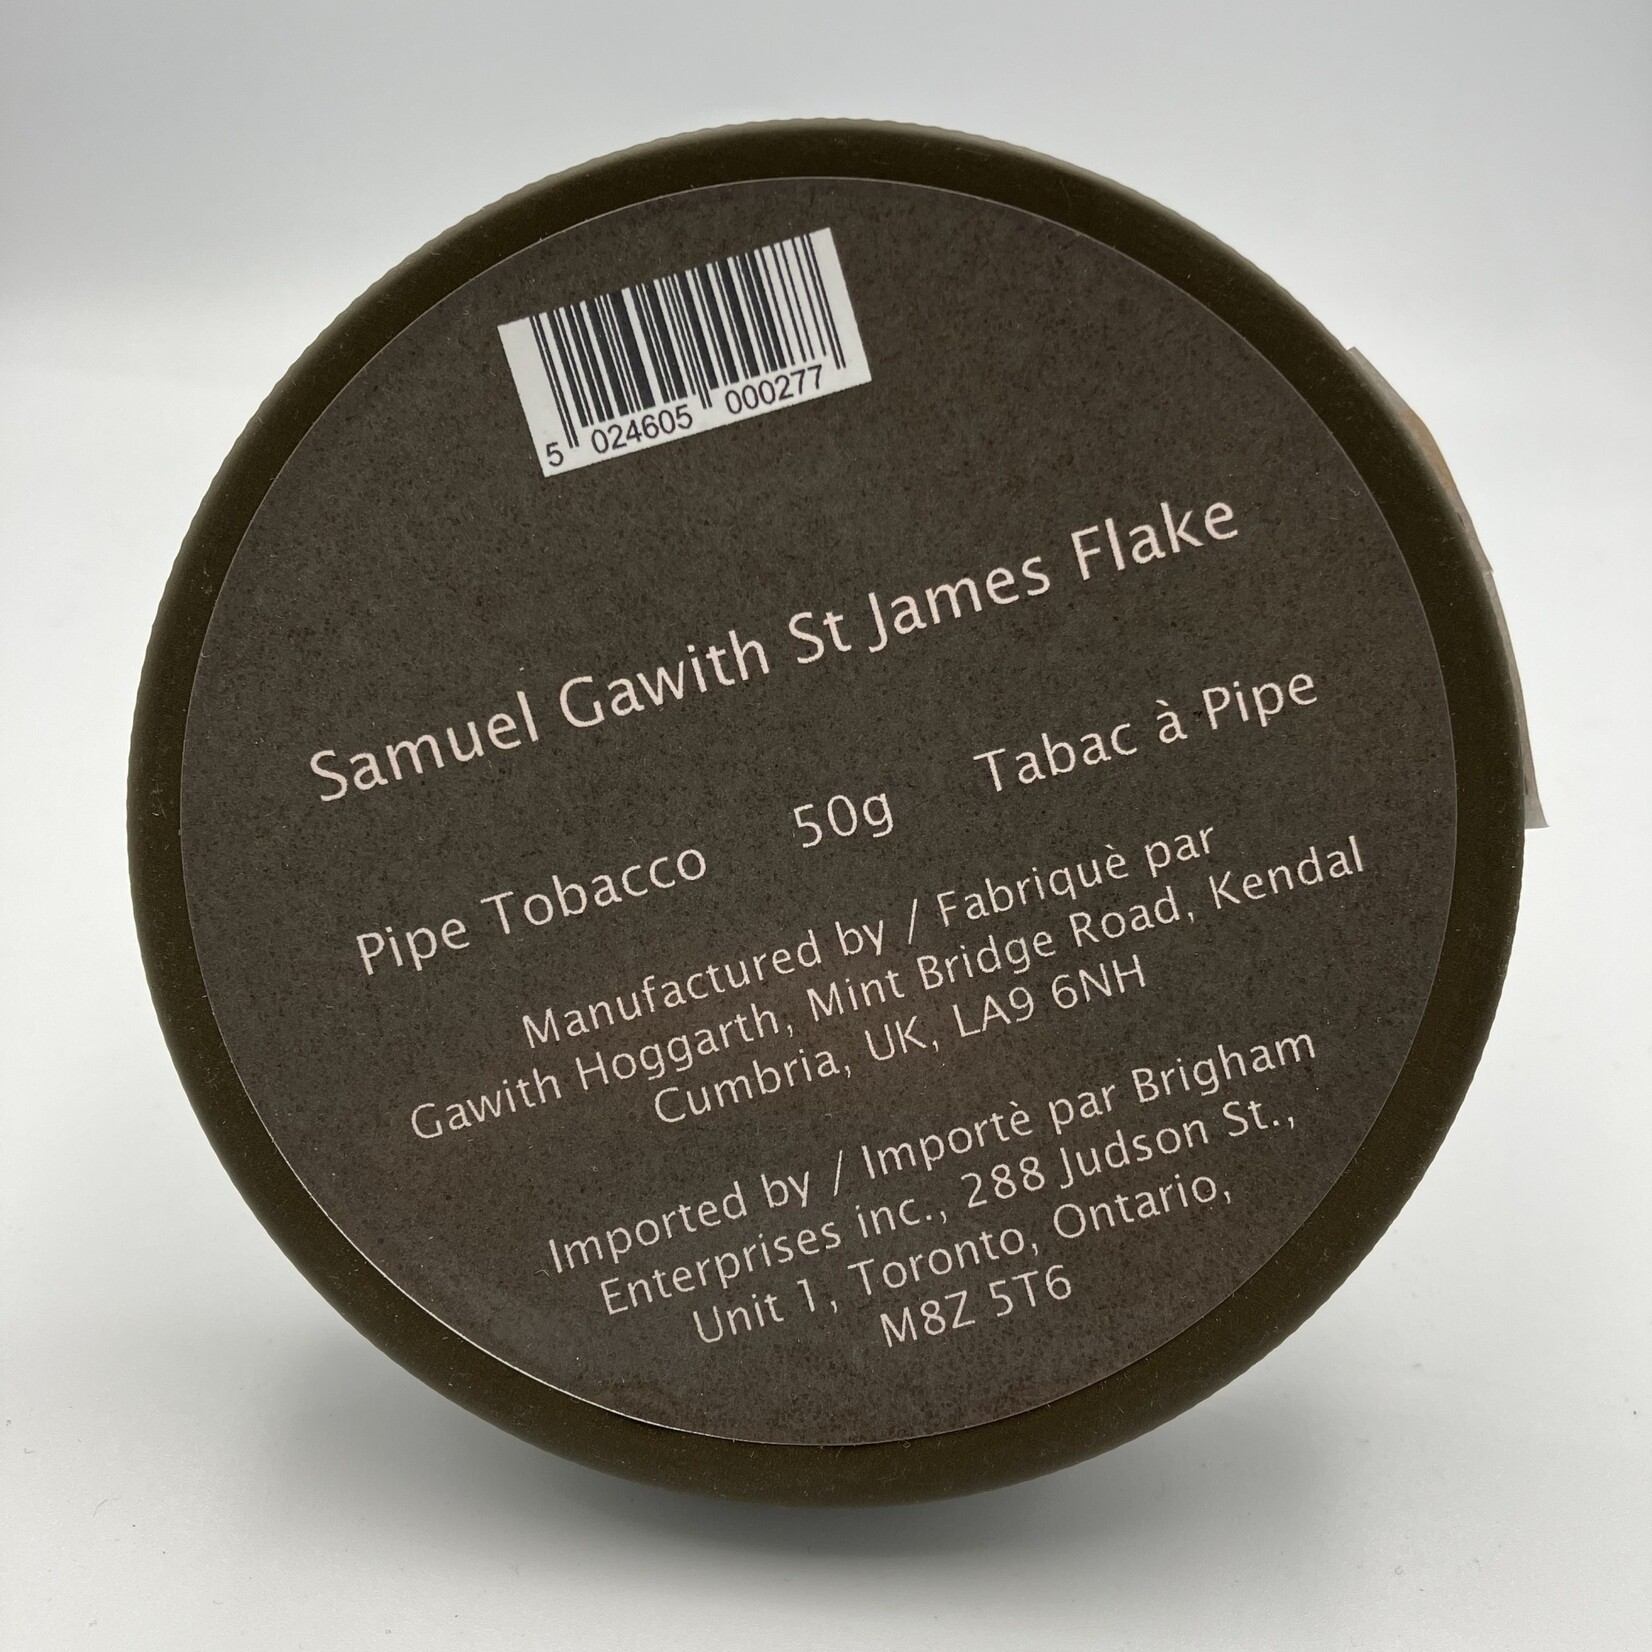 5 024605 000277
Samuel Gawith St James Flake
Pipe Tobacco 50g Tabac à Pipe
Manufactured by / Fabriquè par
Gawith Hoggarth, Mint Bridge Road, Kendal
Cumbria, UK, LA9 6NH
Imported by / Importè par Brigham
Enterprises inc., 288 Judson St.,
Unit 1, Toronto, Ontario,
M8Z 5T6